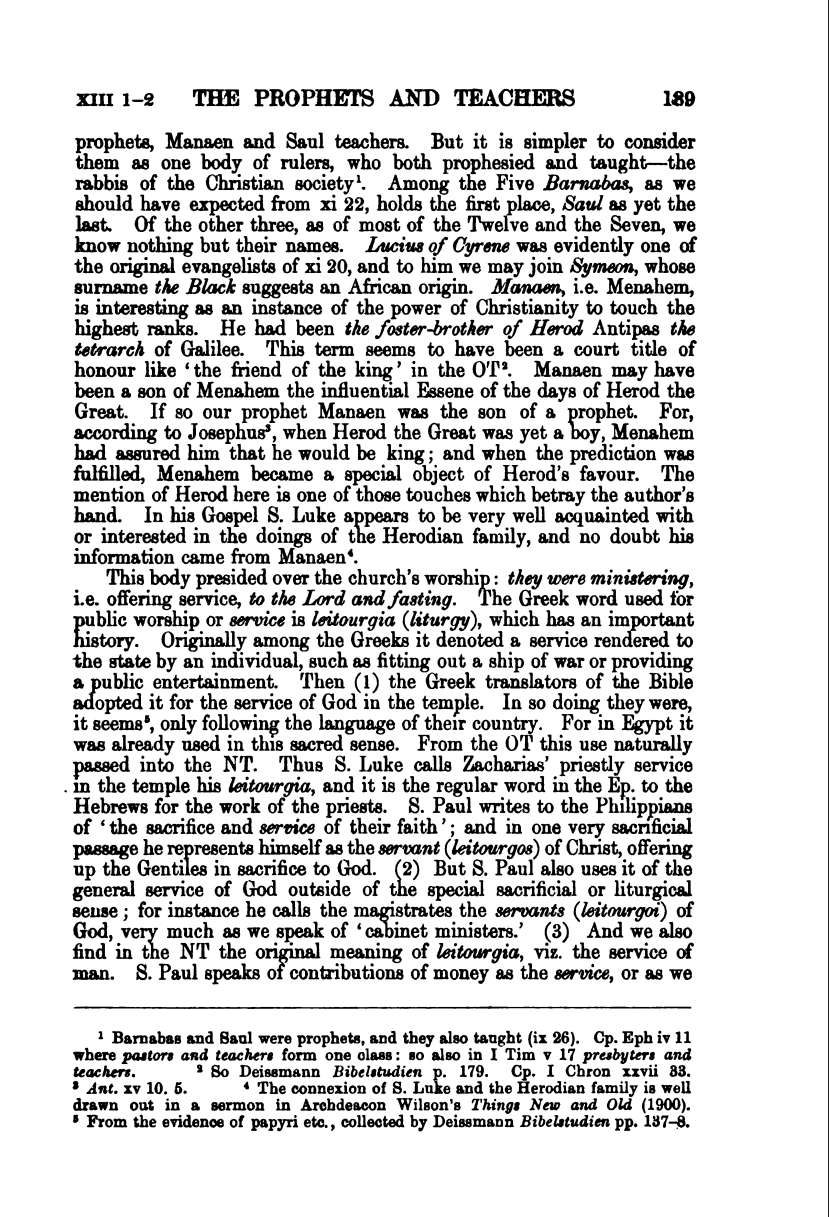 XIII 1-2 THE PROPHETS AND TEACHERS 189
prophets, Manaen and Saul teachers. But it is simpler to consider
them as one body of rulers, who both prophesied and taught—the
rabbis of the Christian society¹. Among the Five Barnabas, as we
should have expected from xi 22, holds the first place, Saul as yet the
last. Of the other three, as of most of the Twelve and the Seven, we
know nothing but their names. Lucius of Cyrene was evidently one of
the original evangelists of xi 20, and to him we may join Symeon, whose
surname the Black suggests an African origin. Manaen, i.e. Menahem,
is interesting as an instance of the power of Christianity to touch the
highest ranks. He had been the foster-brother of Herod Antipas the
tetrarch of Galilee. This term seems to have been a court title of
honour like ‘the friend of the king’ in the OT². Manaen may have
been a son of Menahem the influential Essene of the days of Herod the
Great. If so our prophet Manaen was the son of a prophet. For,
according to Josephus³, when Herod the Great was yet a boy, Menahem
had assured him that he would be king; and when the prediction was
fulfilled, Menahem became a special object of Herod's favour. The
mention of Herod here is one of those touches which betray the author's
hand. In his Gospel S. Luke appears to be very well acquainted with
or interested in the doings of the Herodian family, and no doubt his
information came from Manaen⁴.
This body presided over the church's worship: they were ministering,
i.e. offering service, to the Lord and fasting. The Greek word used for
public worship or service is leitourgia (liturgy), which has an important
history. Originally among the Greeks it denoted a service rendered to
the state by an individual, such as fitting out a ship of war or providing
a public entertainment. Then (1) the Greek translators of the Bible
adopted it for the service of God in the temple. In so doing they were,
it seems⁵, only following the language of their country. For in Egypt it
was already used in this sacred sense. From the OT this use naturally
passed into the NT. Thus S. Luke calls Zacharias' priestly service
in the temple his leitourgia, and it is the regular word in the Ep. to the
Hebrews for the work of the priests. S. Paul writes to the Philippians
of ‘the sacrifice and service of their faith’; and in one very sacrificial
passage he represents himself as the servant (leitourgos) of Christ, offering
up the Gentiles in sacrifice to God. (2) But S. Paul also uses it of the
general service of God outside of the special sacrificial or liturgical
sense; for instance he calls the magistrates the servants (leitourgoi) of
God, very much as we speak of ‘cabinet ministers.’ (3) And we also
find in the NT the original meaning of leitourgia, viz. the service of
man. S. Paul speaks of contributions of money as the service, or as we
¹ Barnabas and Saul were prophets, and they also taught (ix 26). Cp. Eph iv 11
where pastors and teachers form one class: so also in I Tim v 17 presbyters and
teachers. ² So Deissmann Bibelstudien p. 179. Cp. I Chron xxvii 33.
³ Ant. xv 10. 5. ⁴ The connexion of S. Luke and the Herodian family is well
drawn out in a sermon in Archdeacon Wilson's Things New and Old (1900).
⁵ From the evidence of papyri etc., collected by Deissmann Bibelstudien pp. 137-8.